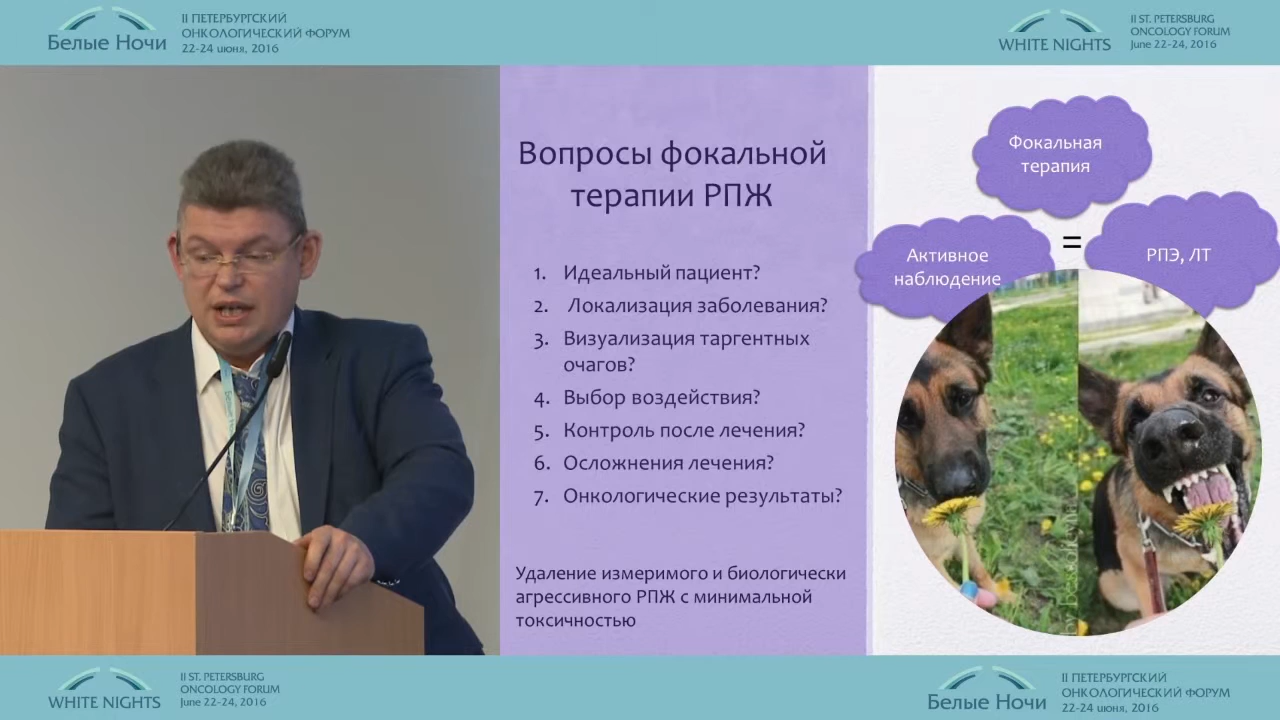 Белые Ночи
II ПЕТЕРБУРГСКИЙ
ОНКОЛОГИЧЕСКИЙ ФОРУМ
22-24 июня, 2016
WHITE NIGHTS
II ST. PETERSBURG
ONCOLOGY FORUM
June 22-24, 2016
Вопросы фокальной
терапии РПЖ
1. Идеальный пациент?
2. Локализация заболевания?
3. Визуализация таргентных
очагов?
4. Выбор воздействия?
5. Контроль после лечения?
6. Осложнения лечения?
7. Онкологические результаты?
Удаление измеримого и биологически
агрессивного РПЖ с минимальной
токсичностью
Фокальная
терапия
Активное
наблюдение
=
РПЭ, ЛТ
WHITE NIGHTS
II ST. PETERSBURG
ONCOLOGY FORUM
June 22-24, 2016
Белые Ночи
II ПЕТЕРБУРГСКИЙ
ОНКОЛОГИЧЕСКИЙ ФОРУМ
22-24 июня, 2016